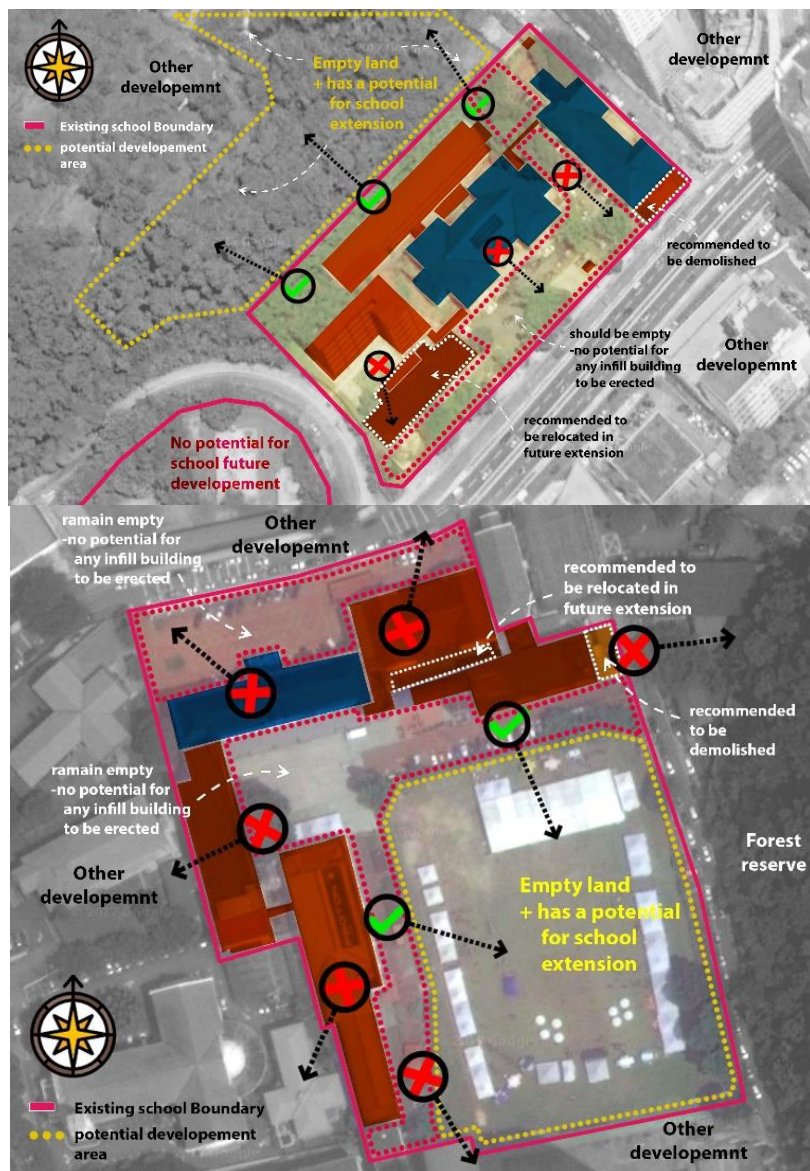 Other
developemnt
Existing school Boundary
potential developement
area
Empty land
+ has a potential
for school
extension
Other
developemnt
recommended to
be demolished
should be empty
-no potential for
any infill building
to be erected
Other
developemnt
recommended to
be relocated in
future extension
No potential for
school future
developement
ramain empty
-no potential for
any infill building
to be erected
Other
developemnt
recommended to
be relocated in
future extension
recommended
to be demolished
ramain empty
-no potential for
any infill building
to be erected
Other
developemnt
Forest
reserve
Empty land
+ has a potential
for school
extension
Existing school Boundary
potential developement
area
Other
developemnt